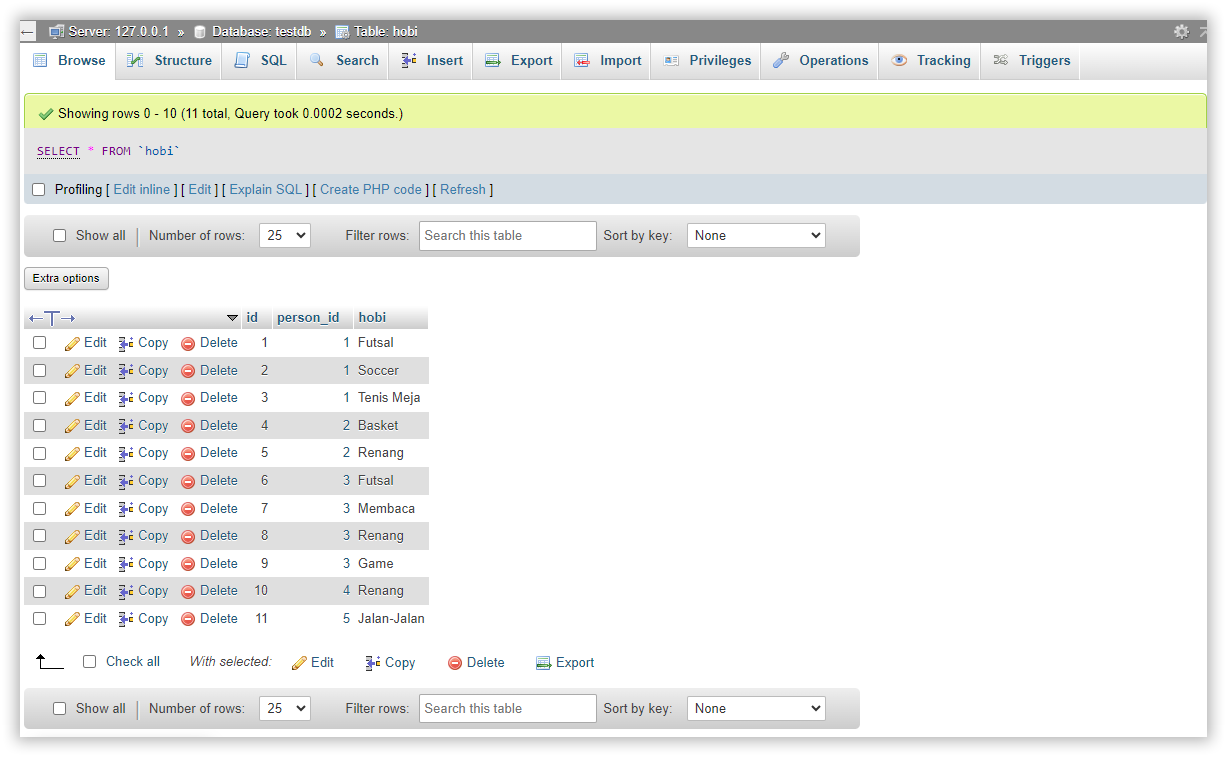 Server: 127.0.0.1 » Database: testdb » Table: hobi
Browse Structure SQL Search Insert Export Import Privileges Operations Tracking Triggers
Showing rows 0 - 10 (11 total, Query took 0.0002 seconds.)
SELECT * FROM `hobi`
Profiling [ Edit inline ] [ Edit ] [ Explain SQL ] [ Create PHP code ] [ Refresh ]
Show all Number of rows: 25 Filter rows: Search this table Sort by key: None
Extra options
id person_id hobi
Edit Copy Delete 1 1 Futsal
Edit Copy Delete 2 1 Soccer
Edit Copy Delete 3 1 Tenis Meja
Edit Copy Delete 4 2 Basket
Edit Copy Delete 5 2 Renang
Edit Copy Delete 6 3 Futsal
Edit Copy Delete 7 3 Membaca
Edit Copy Delete 8 3 Renang
Edit Copy Delete 9 3 Game
Edit Copy Delete 10 4 Renang
Edit Copy Delete 11 5 Jalan-Jalan
Check all With selected: Edit Copy Delete Export
Show all Number of rows: 25 Filter rows: Search this table Sort by key: None